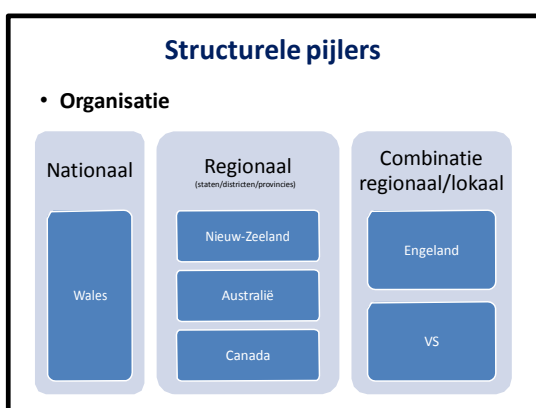 Structurele pijlers
• Organisatie
Nationaal
Wales
Regionaal
(staten/districten/provincies)
Nieuw-Zeeland
Australië
Canada
Combinatie
regionaal/lokaal
Engeland
VS